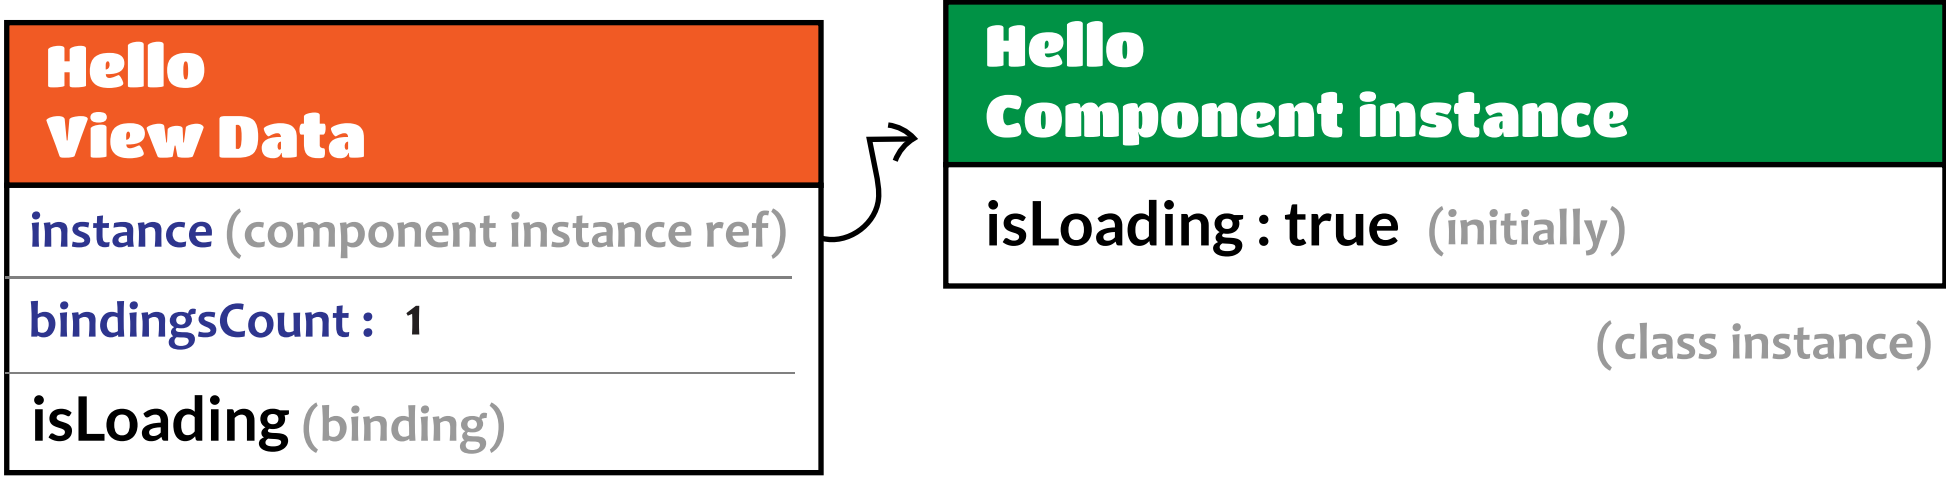 Hello
View Data
instance (component instance ref)
bindingsCount : 1
isLoading (binding)
Hello
Component instance
isLoading : true (initially)
(class instance)